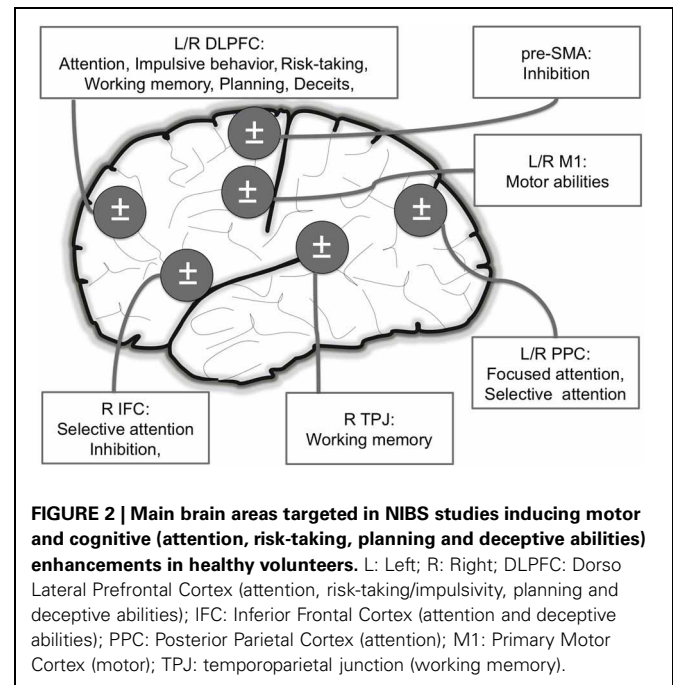 L/R DLPFC:
Attention, Impulsive behavior, Risk-taking,
Working memory, Planning, Deceits,
pre-SMA:
Inhibition
L/R M1:
Motor abilities
±
±
±
±
±
±
L/R PPC:
Focused attention,
Selective attention
R IFC:
Selective attention
Inhibition,
R TPJ:
Working memory
FIGURE 2 | Main brain areas targeted in NIBS studies inducing motor
and cognitive (attention, risk-taking, planning and deceptive abilities)
enhancements in healthy volunteers. L: Left; R: Right; DLPFC: Dorso
Lateral Prefrontal Cortex (attention, risk-taking/impulsivity, planning and
deceptive abilities); IFC: Inferior Frontal Cortex (attention and deceptive
abilities); PPC: Posterior Parietal Cortex (attention); M1: Primary Motor
Cortex (motor); TPJ: temporoparietal junction (working memory).